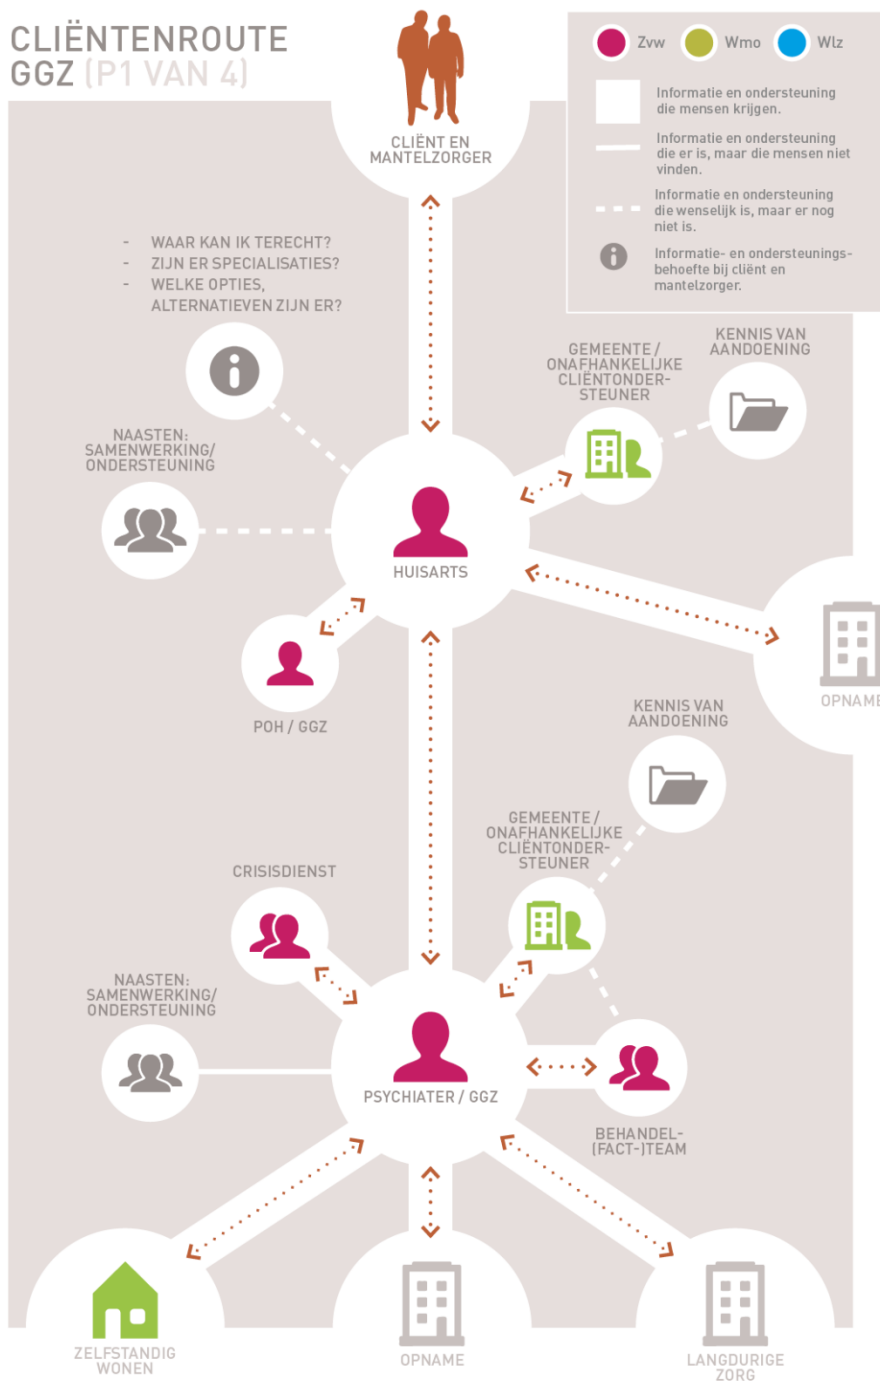 CLIËNTENROUTE
GGZ (P1 VAN 4)
CLIËNT EN
MANTELZORGER
Zvw
Wmo
Wlz
Informatie en ondersteuning
die mensen krijgen.
Informatie en ondersteuning
die er is, maar die mensen niet
vinden.
Informatie en ondersteuning
die wenselijk is, maar er nog
niet is.
Informatie- en ondersteunings-
behoefte bij cliënt en
mantelzorger.
- WAAR KAN IK TERECHT?
- ZIJN ER SPECIALISATIES?
- WELKE OPTIES,
ALTERNATIEVEN ZIJN ER?
GEMEENTE /
ONAFHANKELIJKE
CLIËNTONDER-
STEUNER
KENNIS VAN
AANDOENING
NAASTEN:
SAMENWERKING/
ONDERSTEUNING
HUISARTS
POH / GGZ
OPNAME
KENNIS VAN
AANDOENING
GEMEENTE /
ONAFHANKELIJKE
CLIËNTONDER-
STEUNER
CRISISDIENST
NAASTEN:
SAMENWERKING/
ONDERSTEUNING
PSYCHIATER / GGZ
BEHANDEL-
(FACT-)TEAM
ZELFSTANDIG
WONEN
OPNAME
LANGDURIGE
ZORG